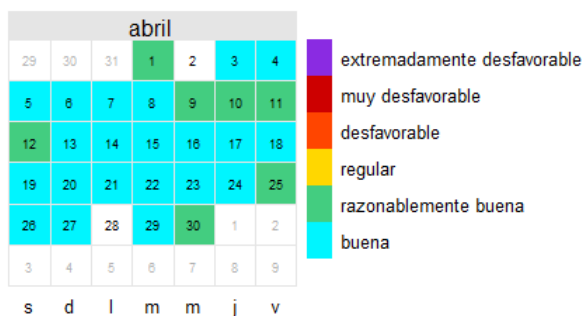 abril
29 30 31 1 2 3 4
5 6 7 8 9 10 11
12 13 14 15 16 17 18
19 20 21 22 23 24 25
26 27 28 29 30 1 2
3 4 5 6 7 8 9
s d l m m j v
extremadamente desfavorable
muy desfavorable
desfavorable
regular
razonablemente buena
buena